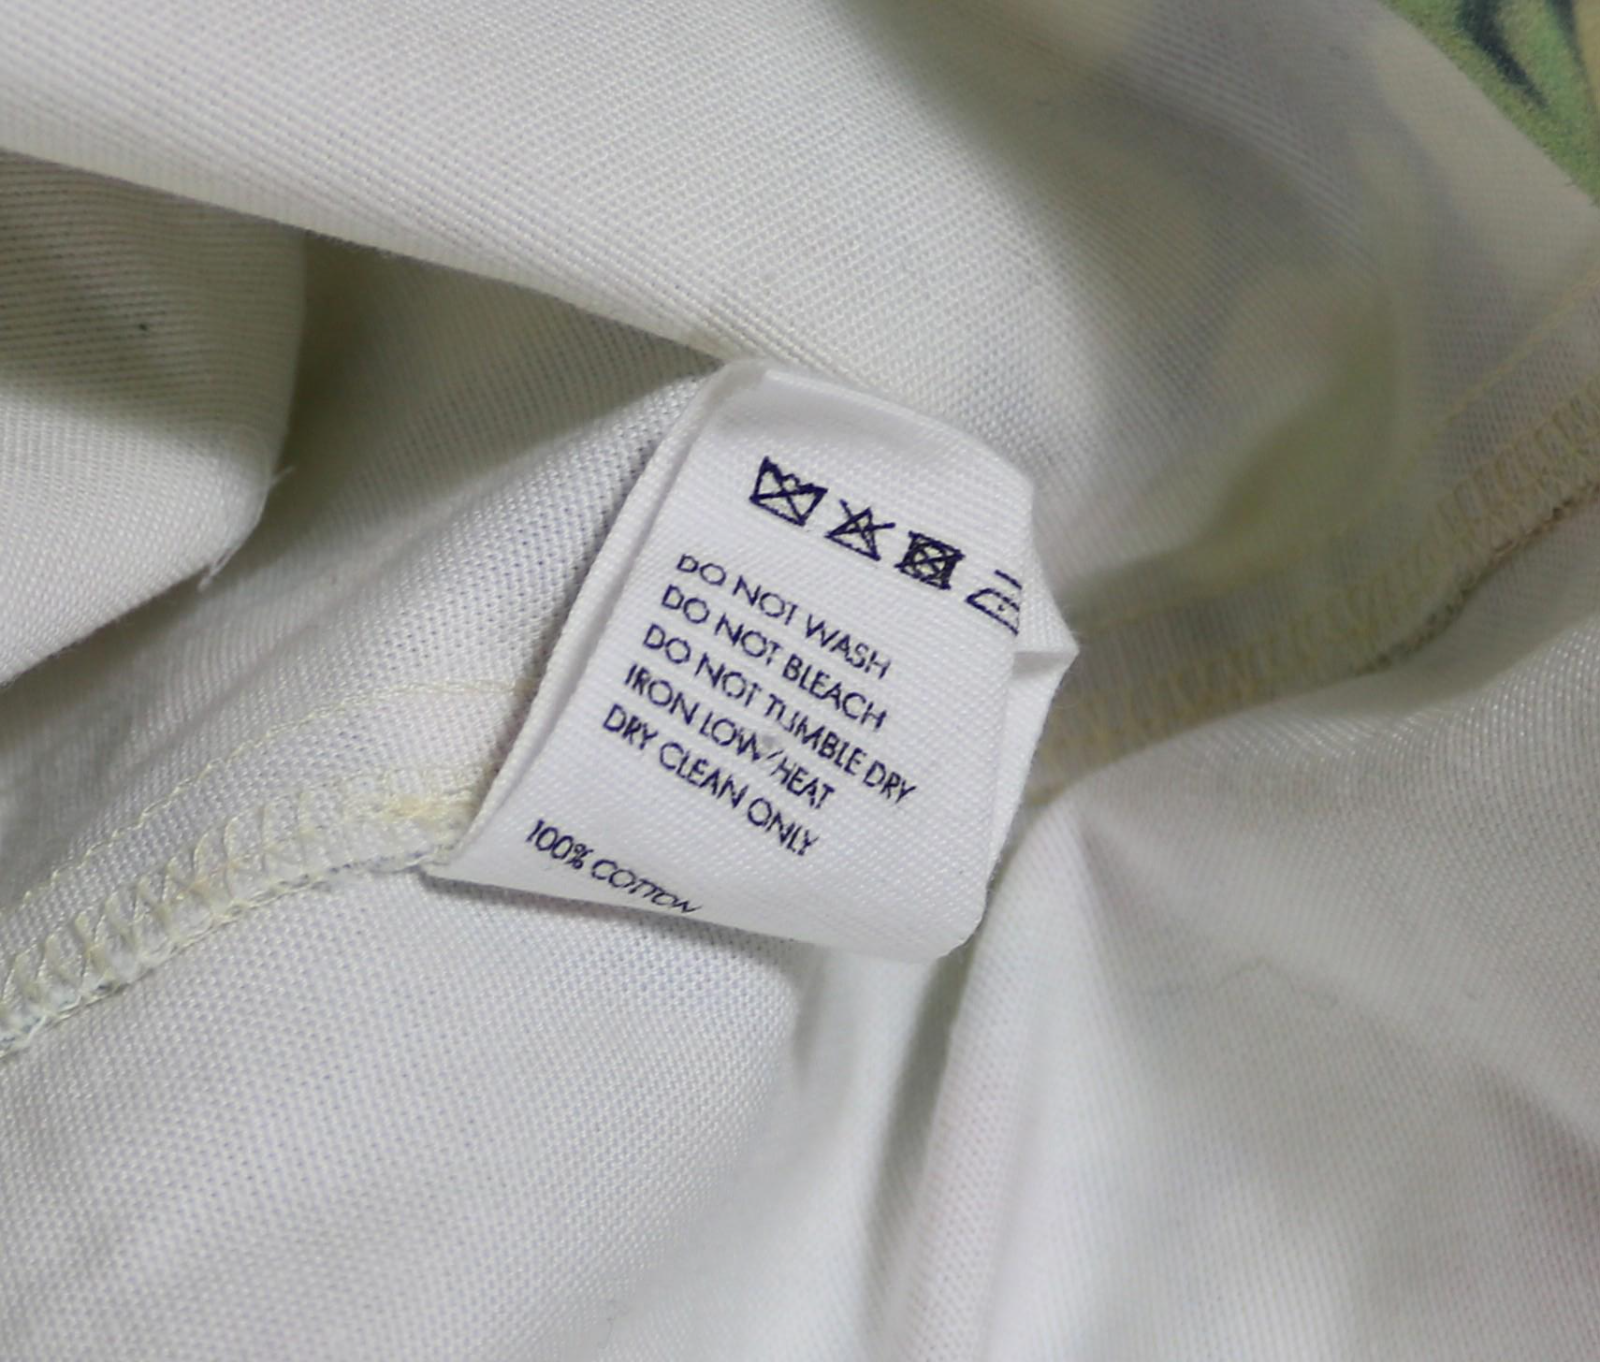 DO NOT WASH
DO NOT BLEACH
DO NOT TUMBLE DRY
IRON LOW/HEAT
DRY CLEAN ONLY
100% COTTON